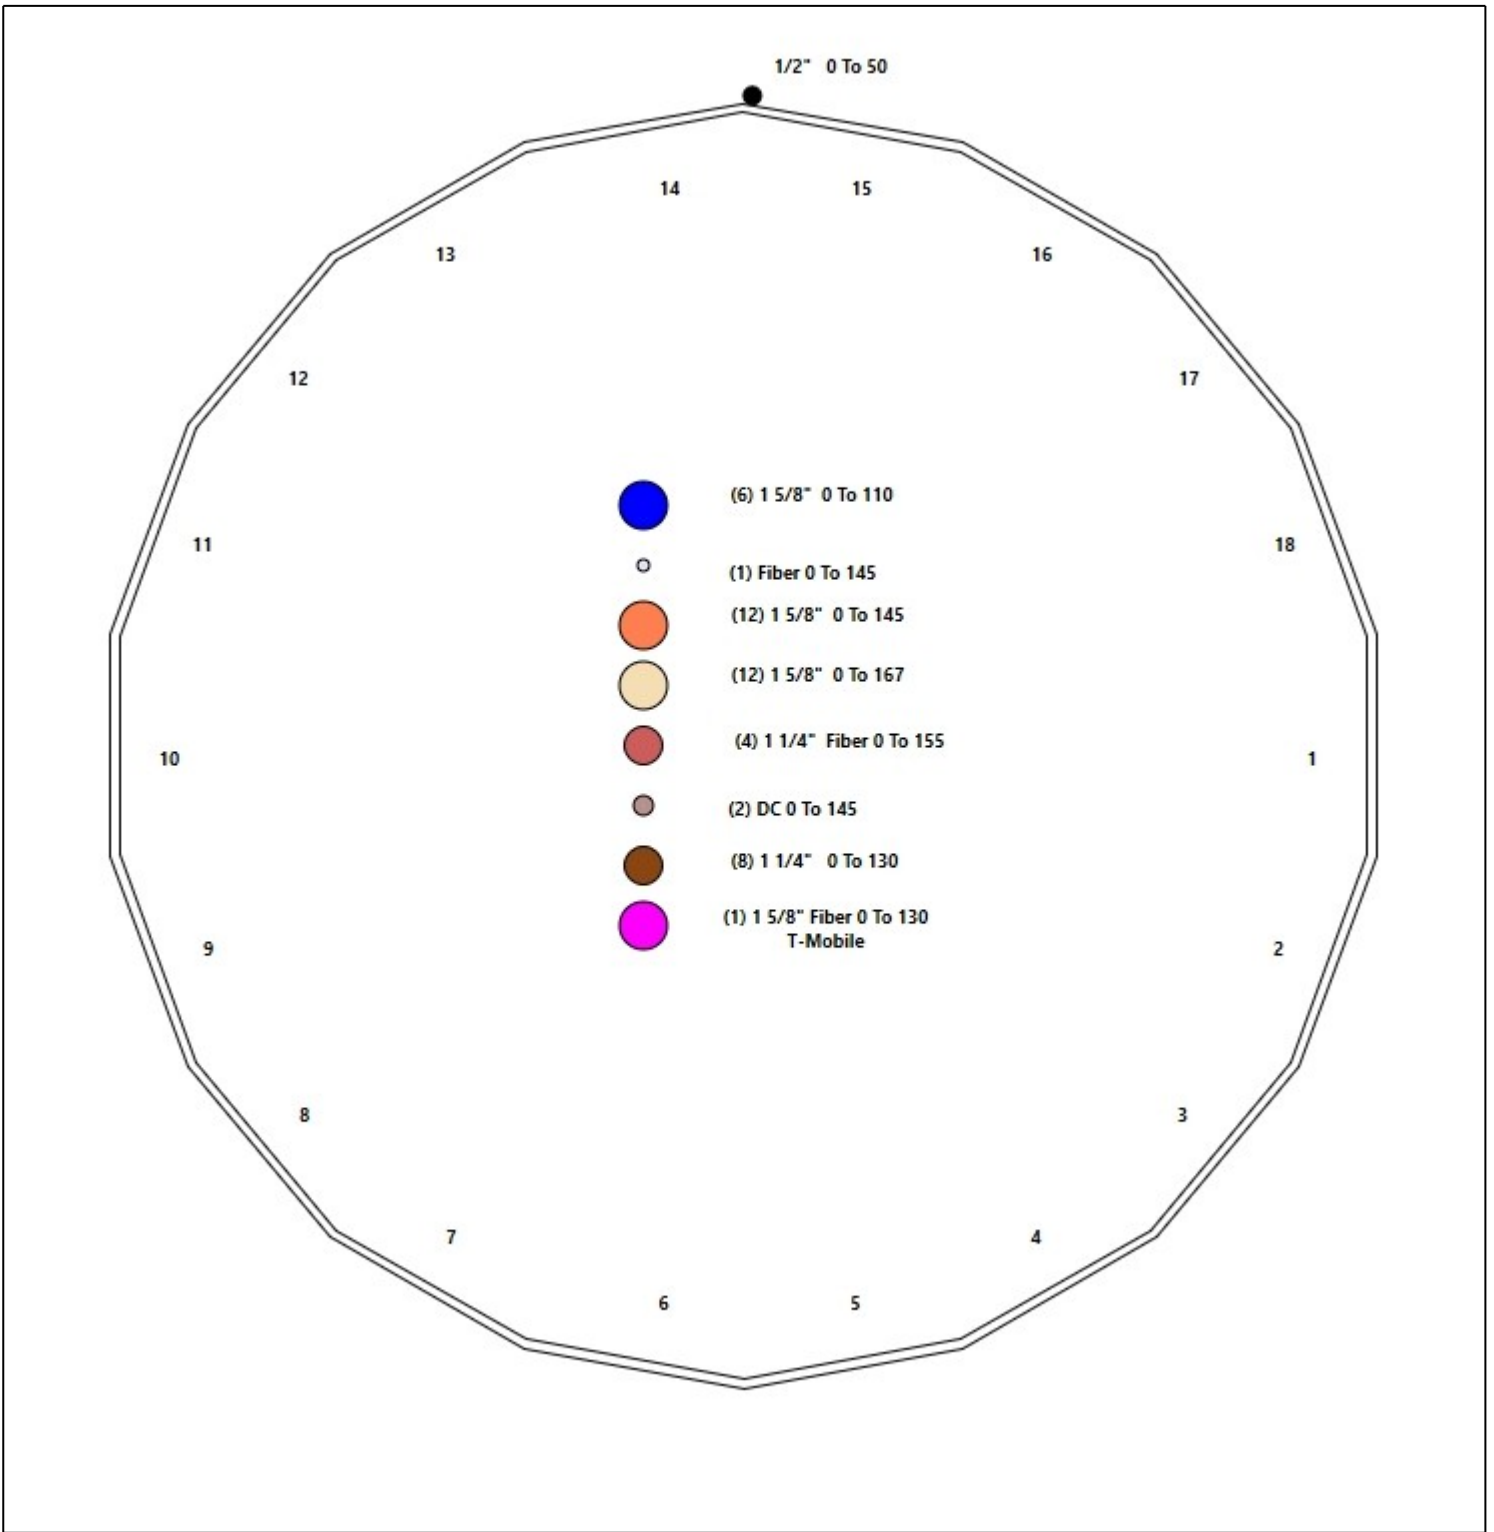 1/2" 0 To 50
14
15
13
16
12
17
(6) 1 5/8" 0 To 110
11
18
(1) Fiber 0 To 145
(12) 1 5/8" 0 To 145
(12) 1 5/8" 0 To 167
(4) 1 1/4" Fiber 0 To 155
10
1
(2) DC 0 To 145
(8) 1 1/4" 0 To 130
(1) 1 5/8" Fiber 0 To 130
T-Mobile
9
2
8
3
7
4
6
5